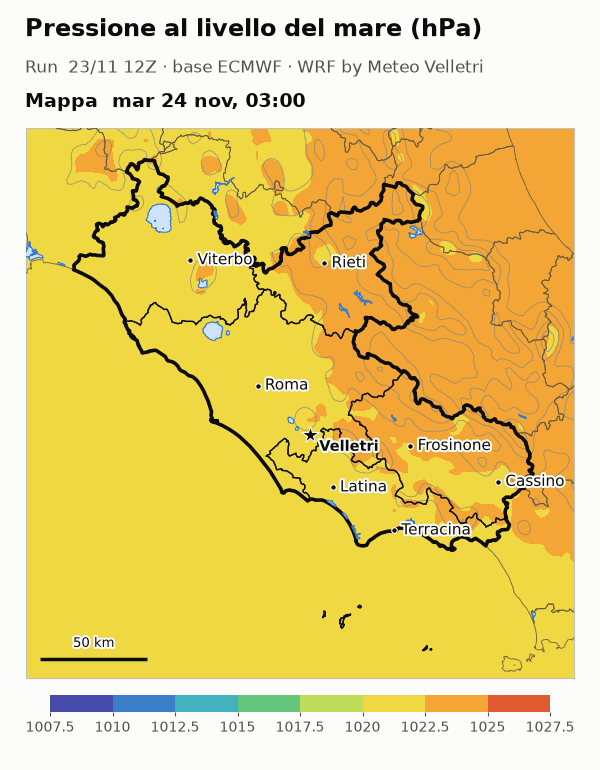 Pressione al livello del mare (hPa)
Run  23/11 12Z · base ECMWF · WRF by Meteo Velletri
Mappa  mar 24 nov, 03:00
Viterbo
Rieti
Roma
Velletri
Frosinone
Cassino
Latina
Terracina
50 km
1007.5 1010 1012.5 1015 1017.5 1020 1022.5 1025 1027.5